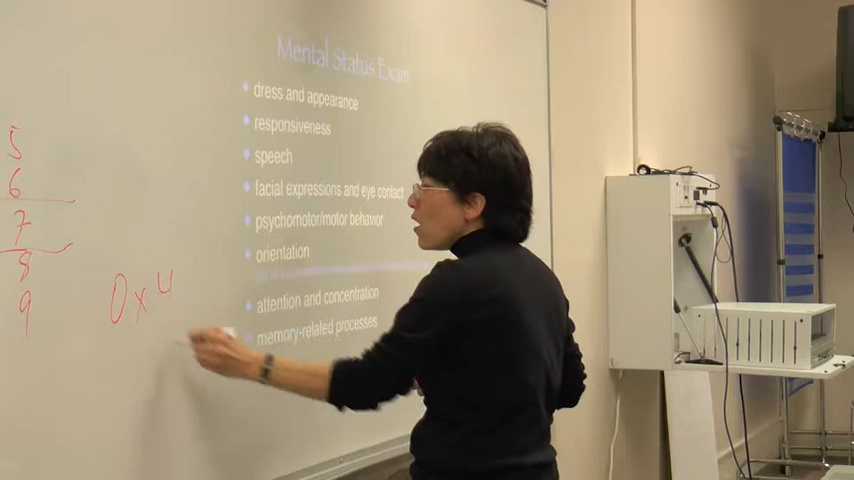 Mental Status Exam
dress and appearance
responsiveness
speech
facial expressions and eye contact
psychomotor/motor behavior
orientation
attention and concentration
memory-related processes
5
6
7
8
9
0x4